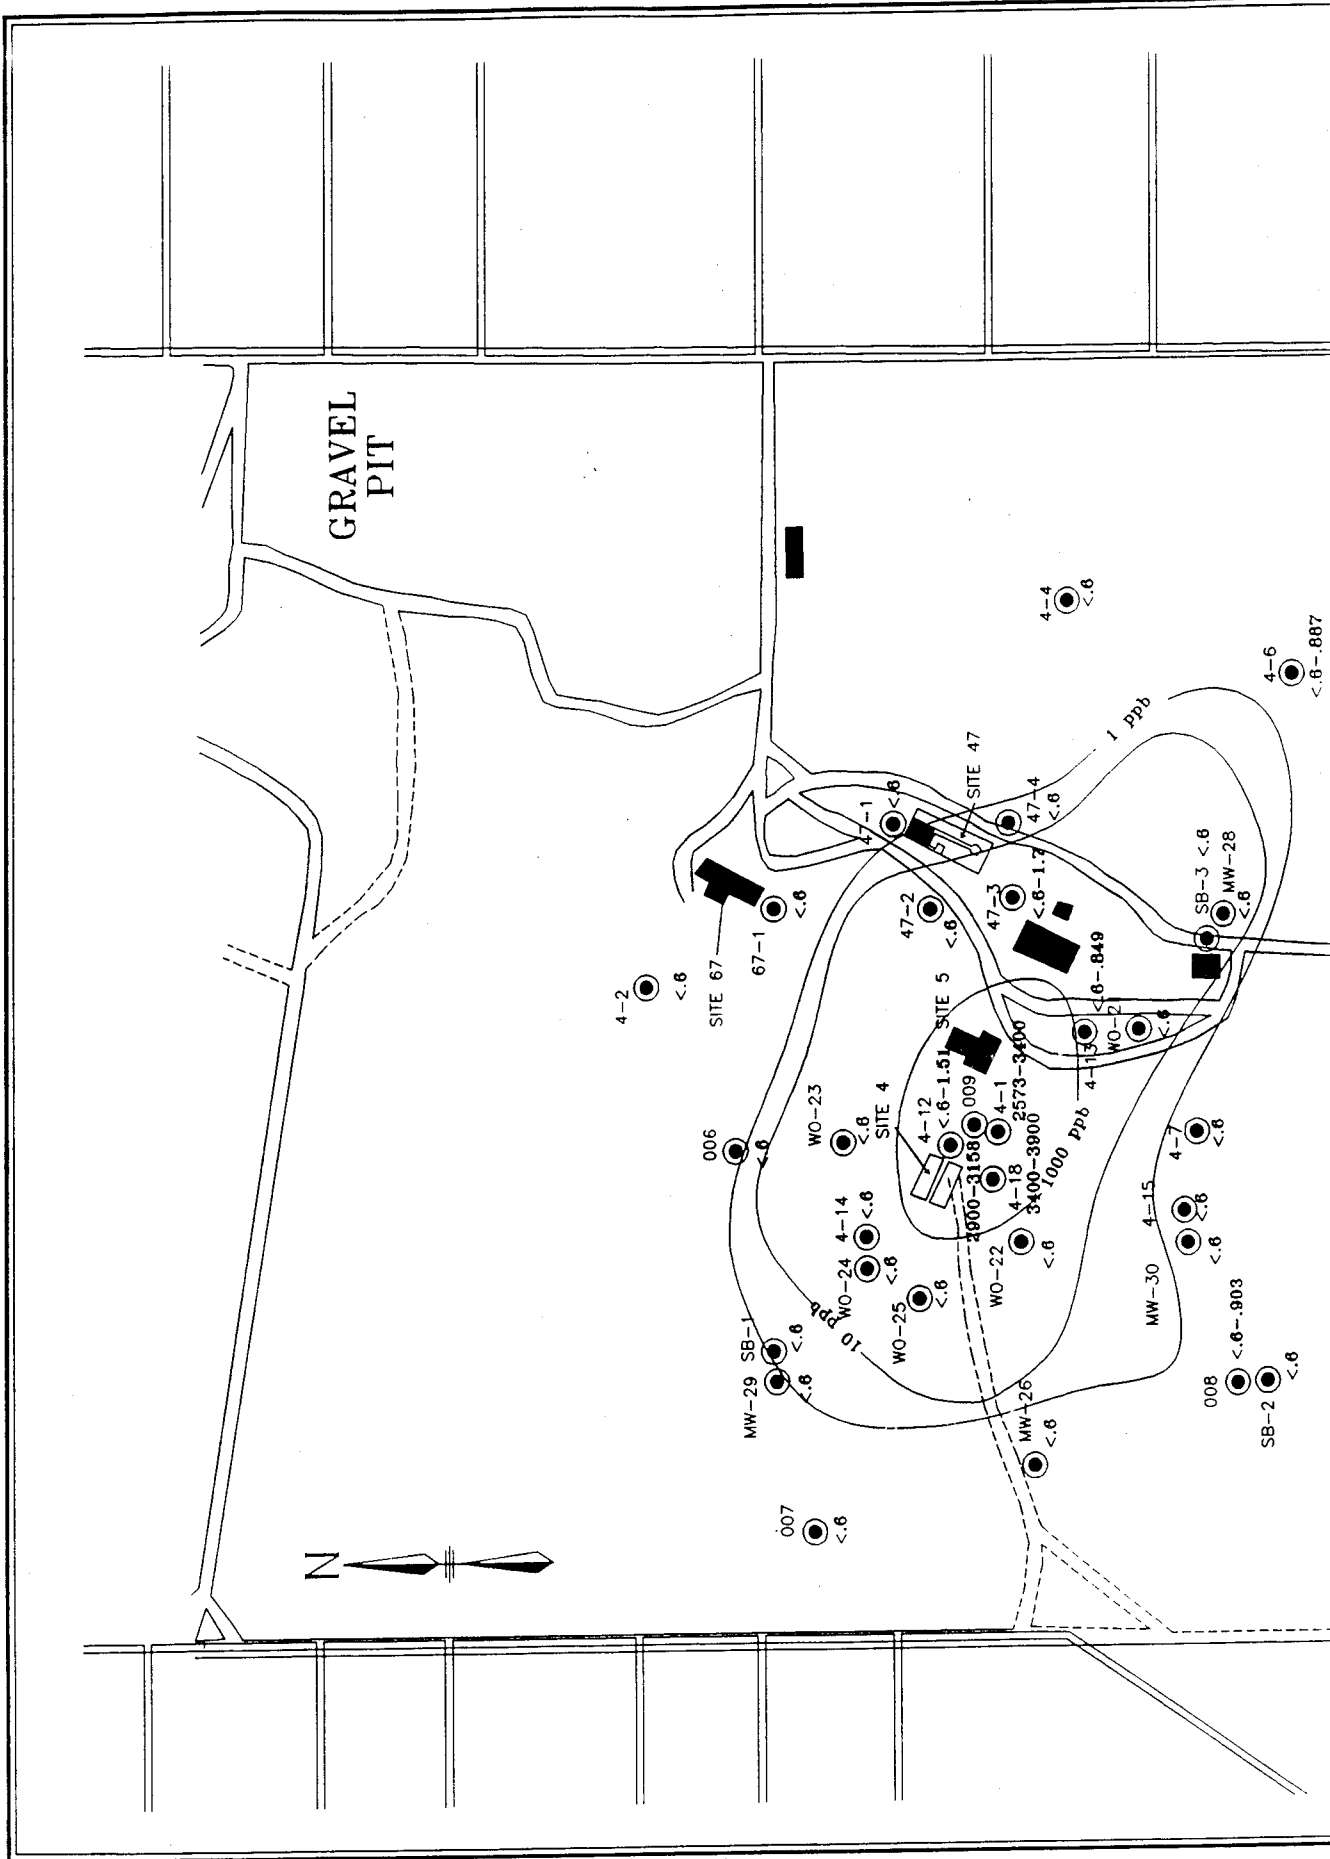 GRAVEL
PIT
N
4-4
<.6
4-6
<.6-.887
1 ppb
SITE 47
47-1
<.6
47-4
<.6
47-2
<.6
47-3
<.6-1.7
SB-3 <.6
MW-28
<.6
SITE 67
67-1
<.6
4-2
<.6
SITE 5
<.6-.849
4-13
WO-2
<.6
006
<.6
WO-23
<.6
SITE 4
4-12
<.6-1.51
009
2900-3158
4-1
2573-3400
4-18
3400-3900
1000 ppb
4-7
<.6
4-14
<.6
WO-24
<.6
WO-25
<.6
WO-22
<.6
4-15
<.6
MW-30
<.6
10 ppb
SB-1
<.6
MW-29
<.6
MW-26
<.6
008
<.6-.903
SB-2
<.6
007
<.6